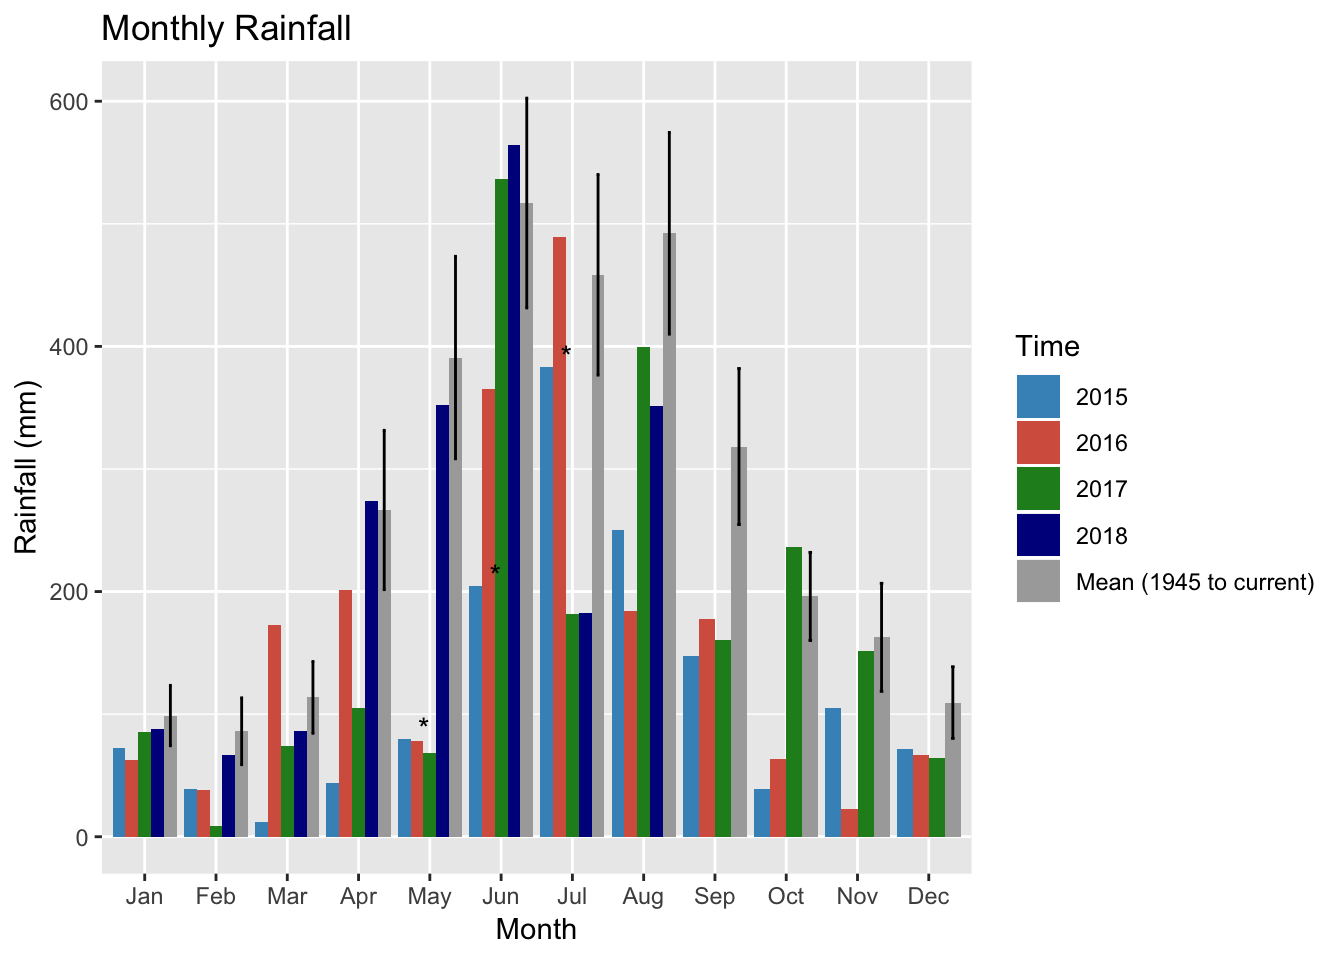 Monthly Rainfall
600
400
200
0
Rainfall (mm)
*
*
*
Jan Feb Mar Apr May Jun Jul Aug Sep Oct Nov Dec
Month
Time
2015
2016
2017
2018
Mean (1945 to current)